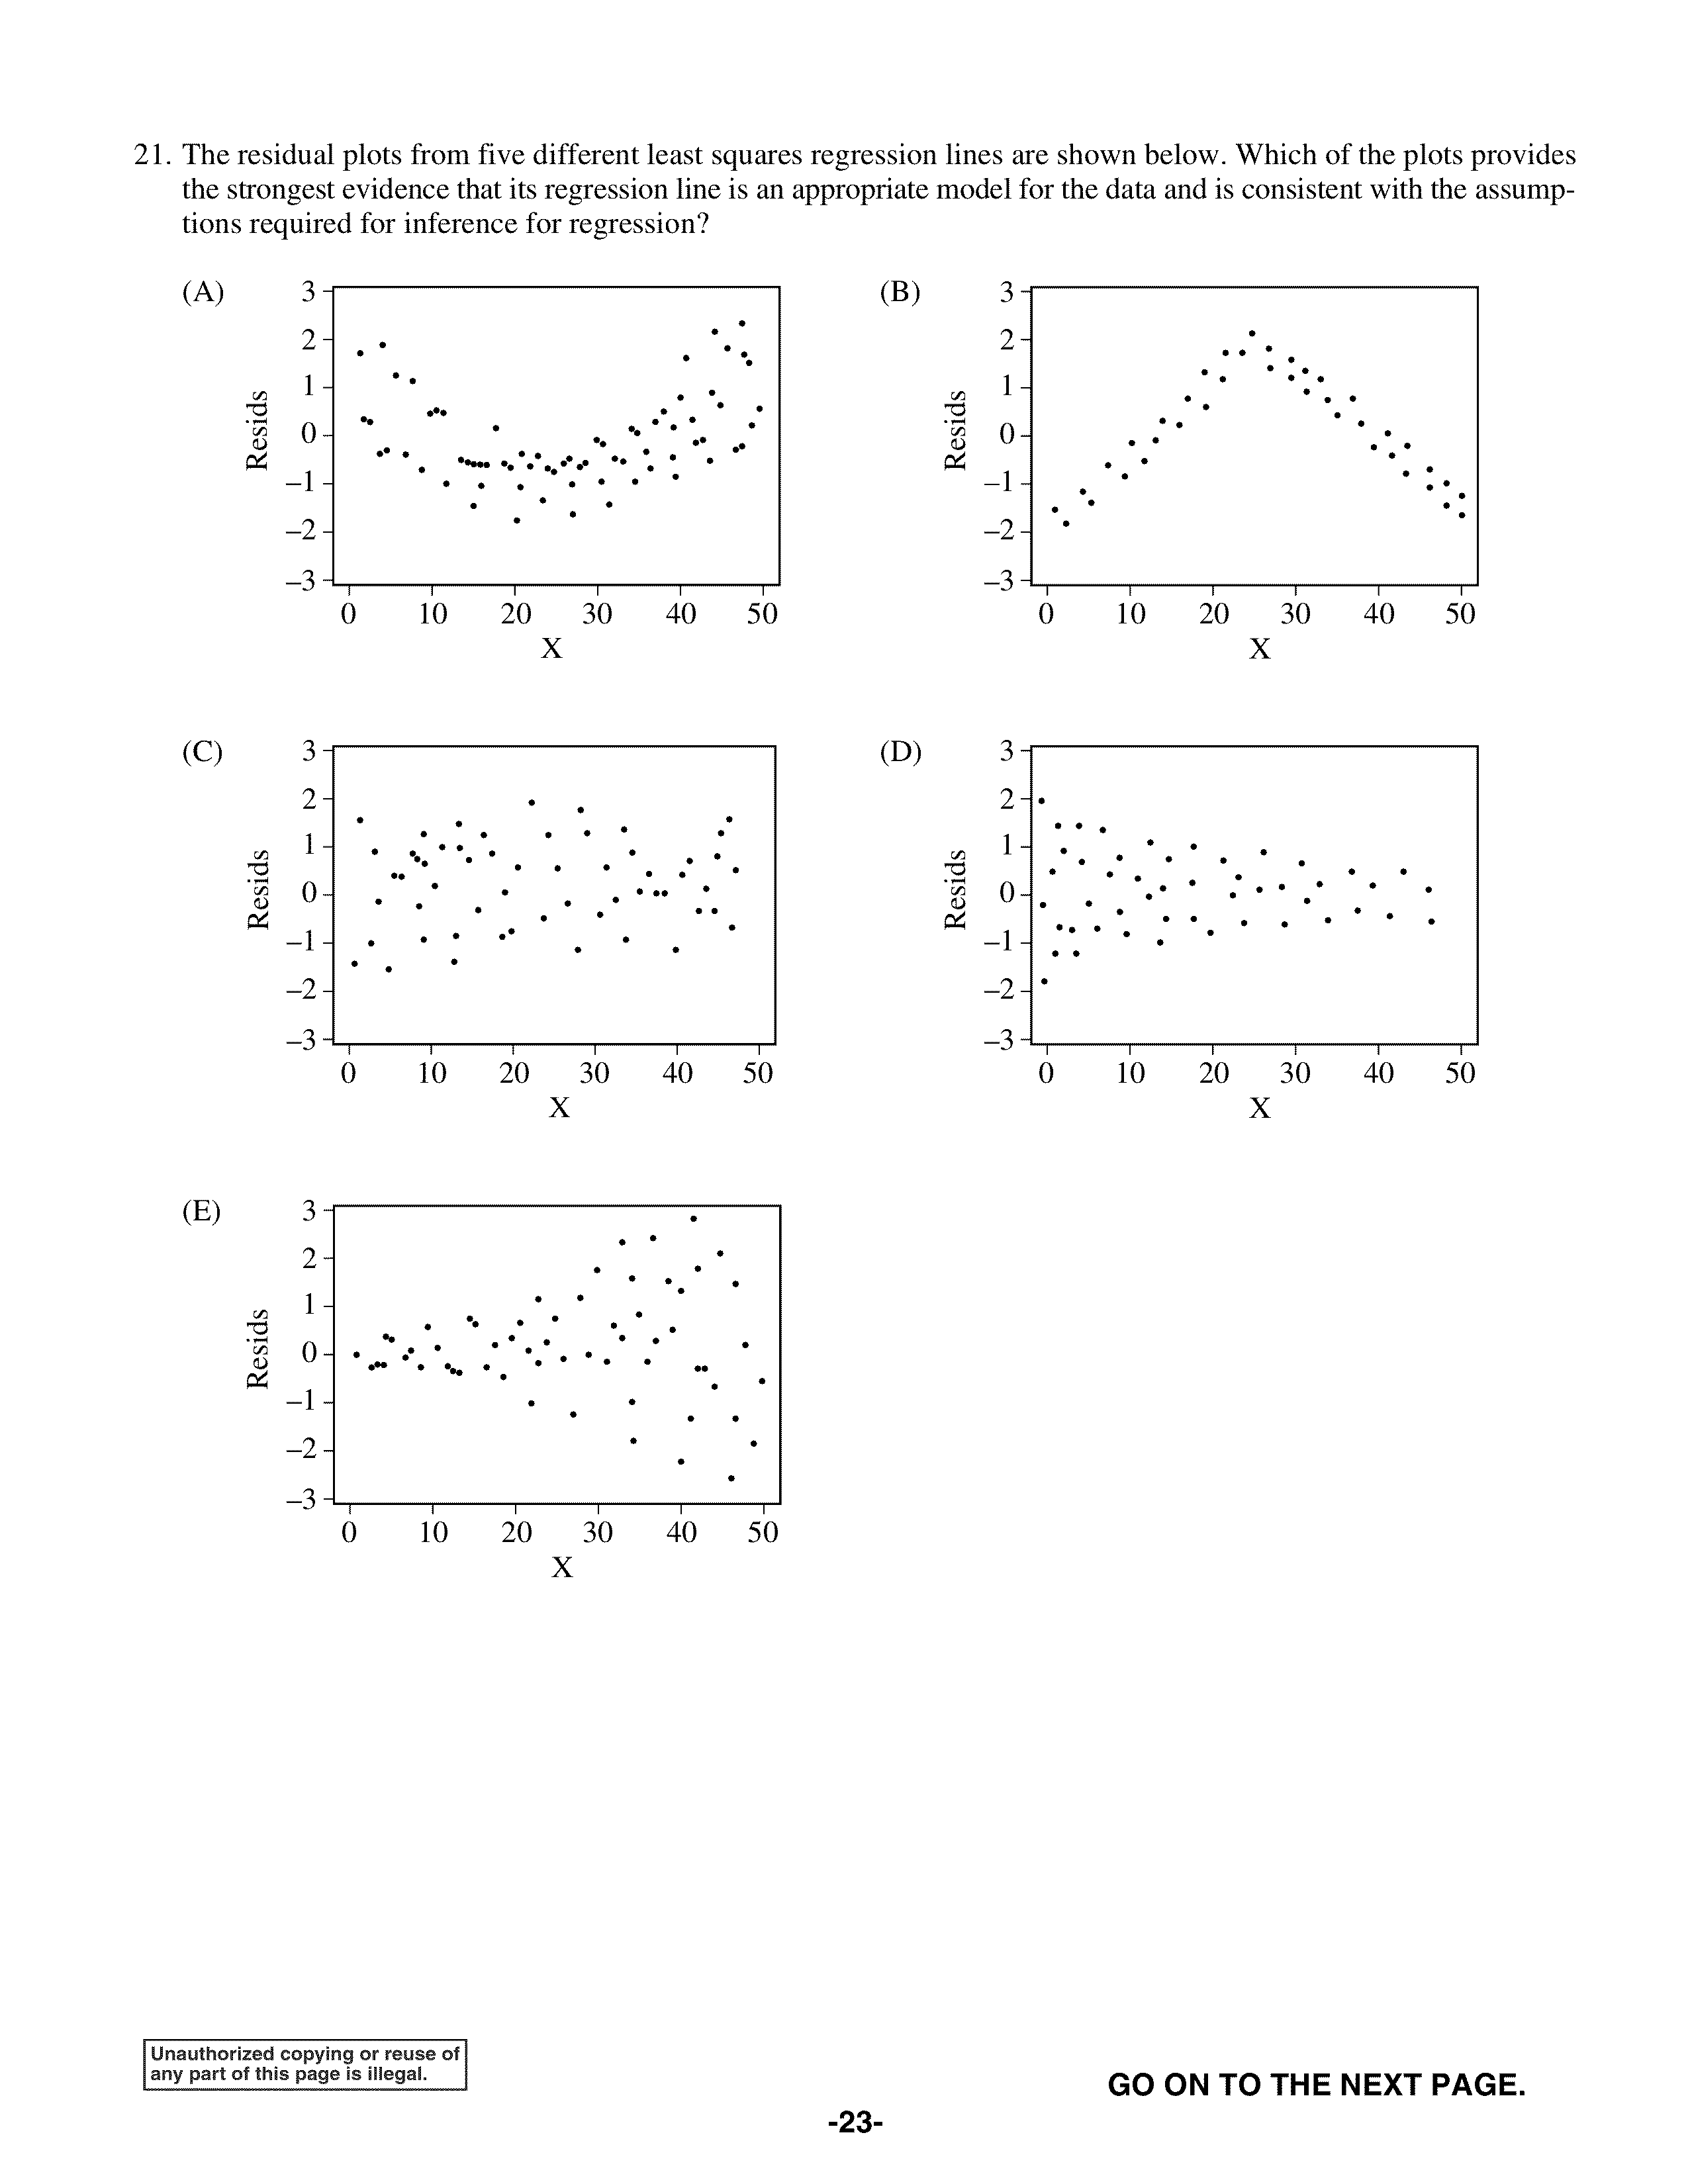 21. The residual plots from five different least squares regression lines are shown below. Which of the plots provides
the strongest evidence that its regression line is an appropriate model for the data and is consistent with the assump-
tions required for inference for regression?
(A)
3
2
1
0
–1
–2
–3
Resids
0 10 20 30 40 50
X
(B)
3
2
1
0
–1
–2
–3
Resids
0 10 20 30 40 50
X
(C)
3
2
1
0
–1
–2
–3
Resids
0 10 20 30 40 50
X
(D)
3
2
1
0
–1
–2
–3
Resids
0 10 20 30 40 50
X
(E)
3
2
1
0
–1
–2
–3
Resids
0 10 20 30 40 50
X
Unauthorized copying or reuse of
any part of this page is illegal.
GO ON TO THE NEXT PAGE.
-23-